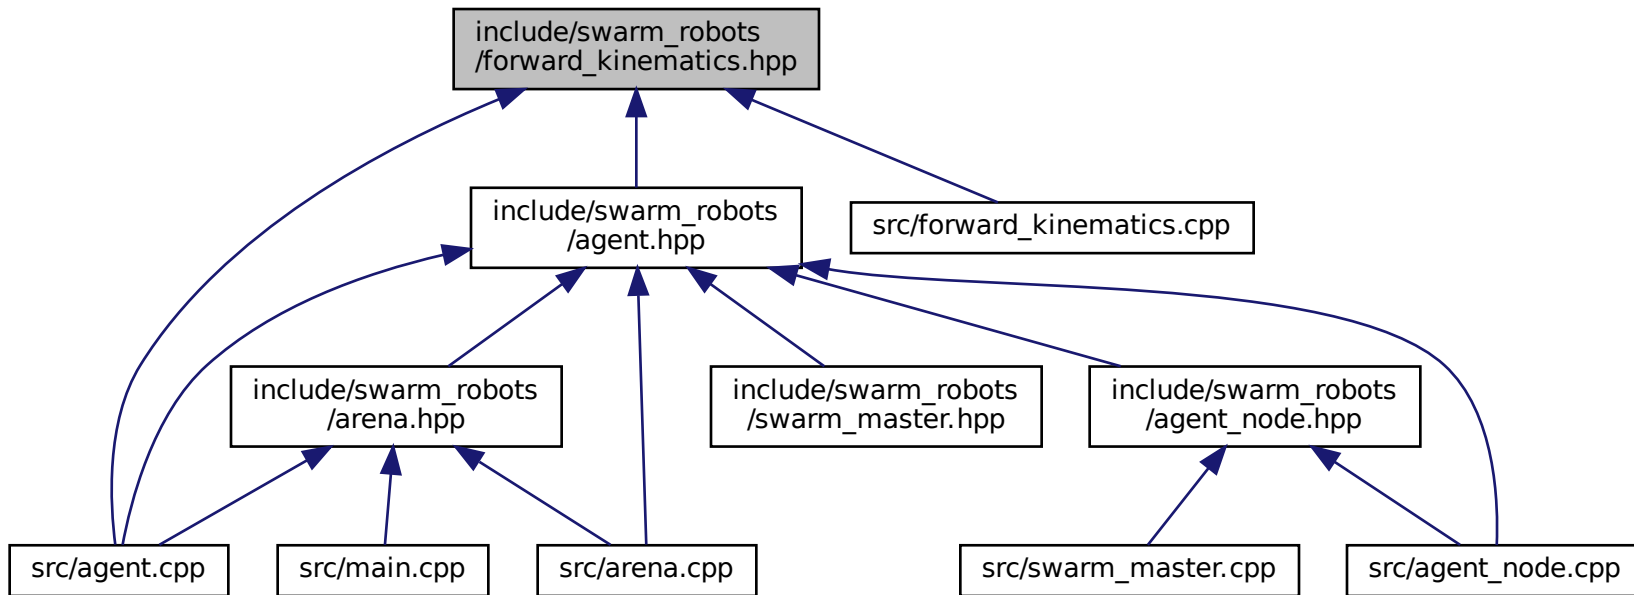 include/swarm_robots
/forward_kinematics.hpp
include/swarm_robots
/agent.hpp
src/forward_kinematics.cpp
include/swarm_robots
/arena.hpp
include/swarm_robots
/swarm_master.hpp
include/swarm_robots
/agent_node.hpp
src/agent.cpp
src/main.cpp
src/arena.cpp
src/swarm_master.cpp
src/agent_node.cpp